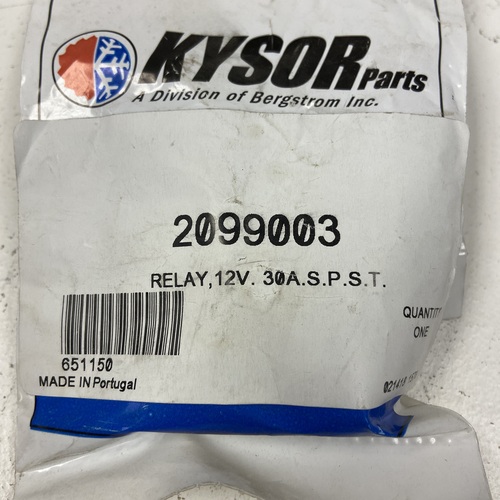 KYSOR Parts
A Division of Bergstrom Inc.
2099003
RELAY,12V. 30A.S.P.S.T.
QUANTITY
ONE
651150
MADE IN Portugal